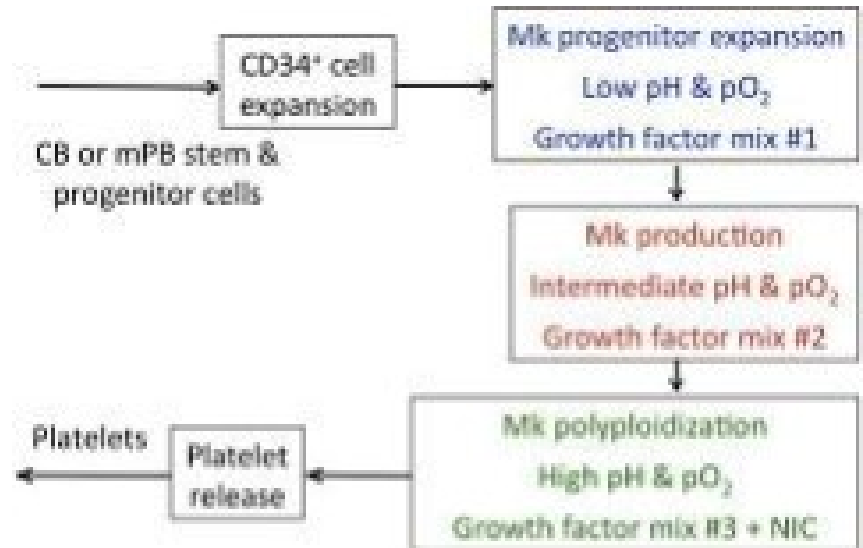 CD34⁺ cell
expansion
CB or mPB stem &
progenitor cells
Mk progenitor expansion
Low pH & pO₂
Growth factor mix #1
Mk production
Intermediate pH & pO₂
Growth factor mix #2
Mk polyploidization
High pH & pO₂
Growth factor mix #3 + NIC
Platelet
release
Platelets